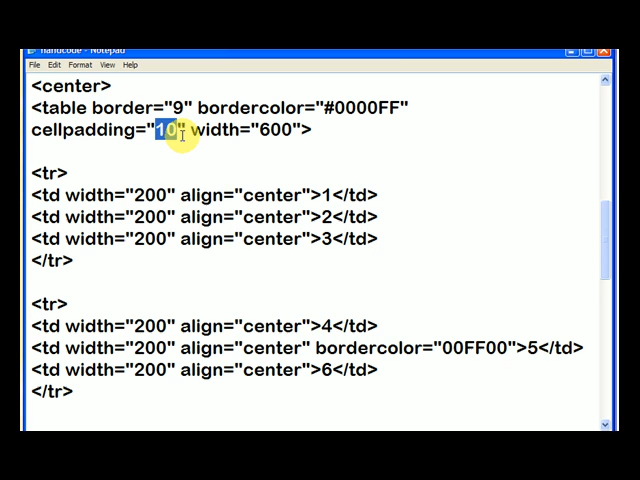 handcode - Notepad
File Edit Format View Help
<center>
<table border="9" bordercolor="#0000FF"
cellpadding="10" width="600">
<tr>
<td width="200" align="center">1</td>
<td width="200" align="center">2</td>
<td width="200" align="center">3</td>
</tr>
<tr>
<td width="200" align="center">4</td>
<td width="200" align="center" bordercolor="00FF00">5</td>
<td width="200" align="center">6</td>
</tr>